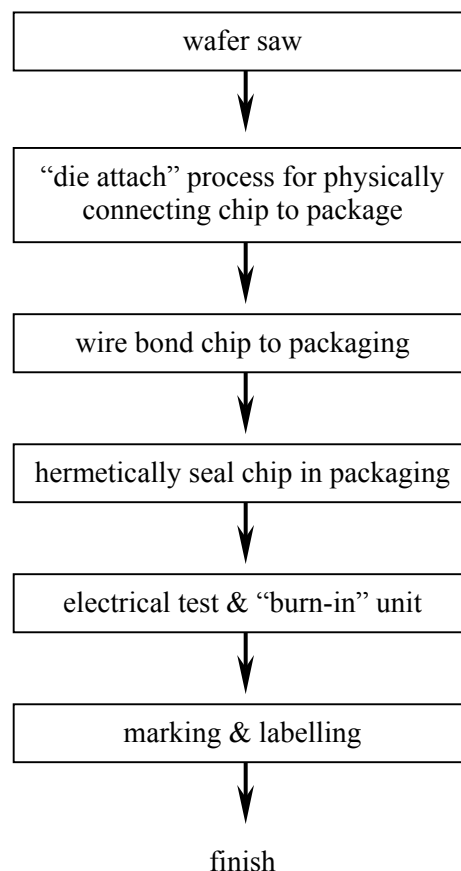 wafer saw
“die attach” process for physically
connecting chip to package
wire bond chip to packaging
hermetically seal chip in packaging
electrical test & “burn-in” unit
marking & labelling
finish